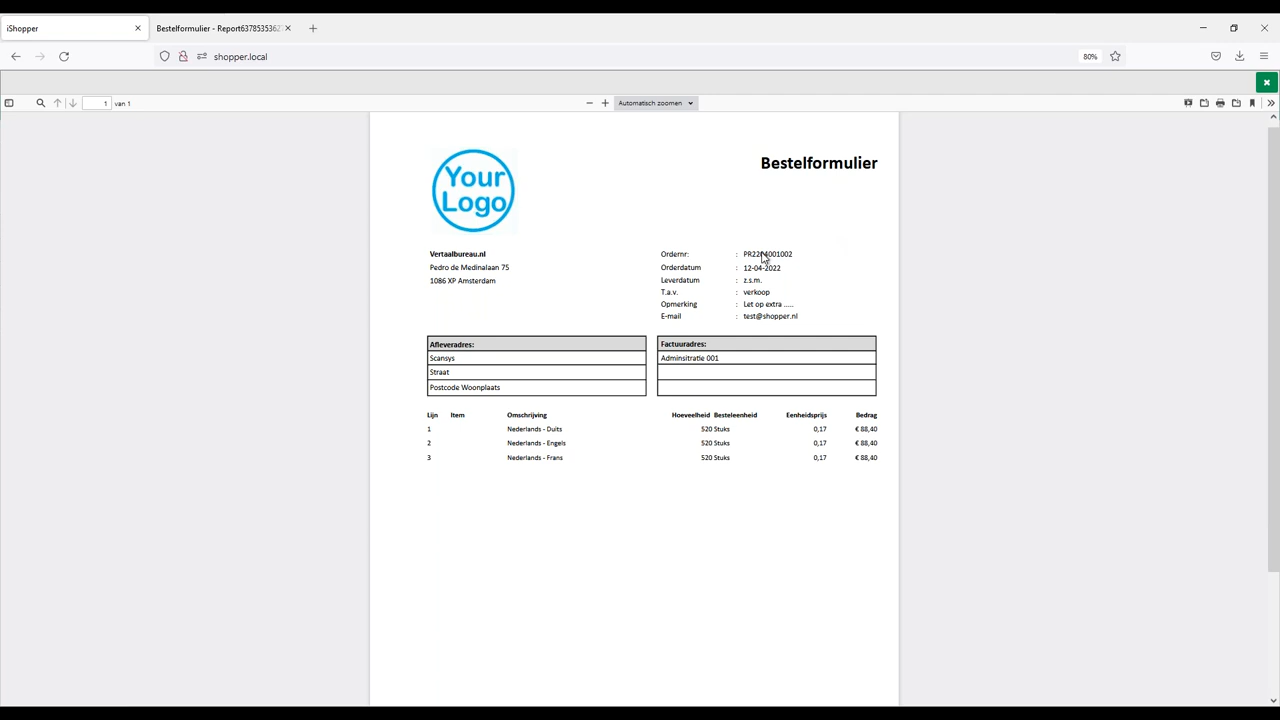 iShopper
Bestelformulier - Report6378535362
shopper.local
80%
1 van 1
Automatisch zoomen
Your
Logo
Bestelformulier
Vertaalbureau.nl
Pedro de Medinalaan 75
1086 XP Amsterdam
Ordernr: :
Orderdatum : 12-04-2022
Leverdatum : z.s.m.
T.a.v. : verkoop
Opmerking : Let op extra .....
E-mail : test@shopper.nl
Afleveradres:
Scansys
Straat
Postcode Woonplaats
Factuuradres:
Adminsitratie 001
Lijn Item Omschrijving Hoeveelheid Besteleenheid Eenheidsprijs Bedrag
1 Nederlands - Duits 520 Stuks 0,17 € 88,40
2 Nederlands - Engels 520 Stuks 0,17 € 88,40
3 Nederlands - Frans 520 Stuks 0,17 € 88,40